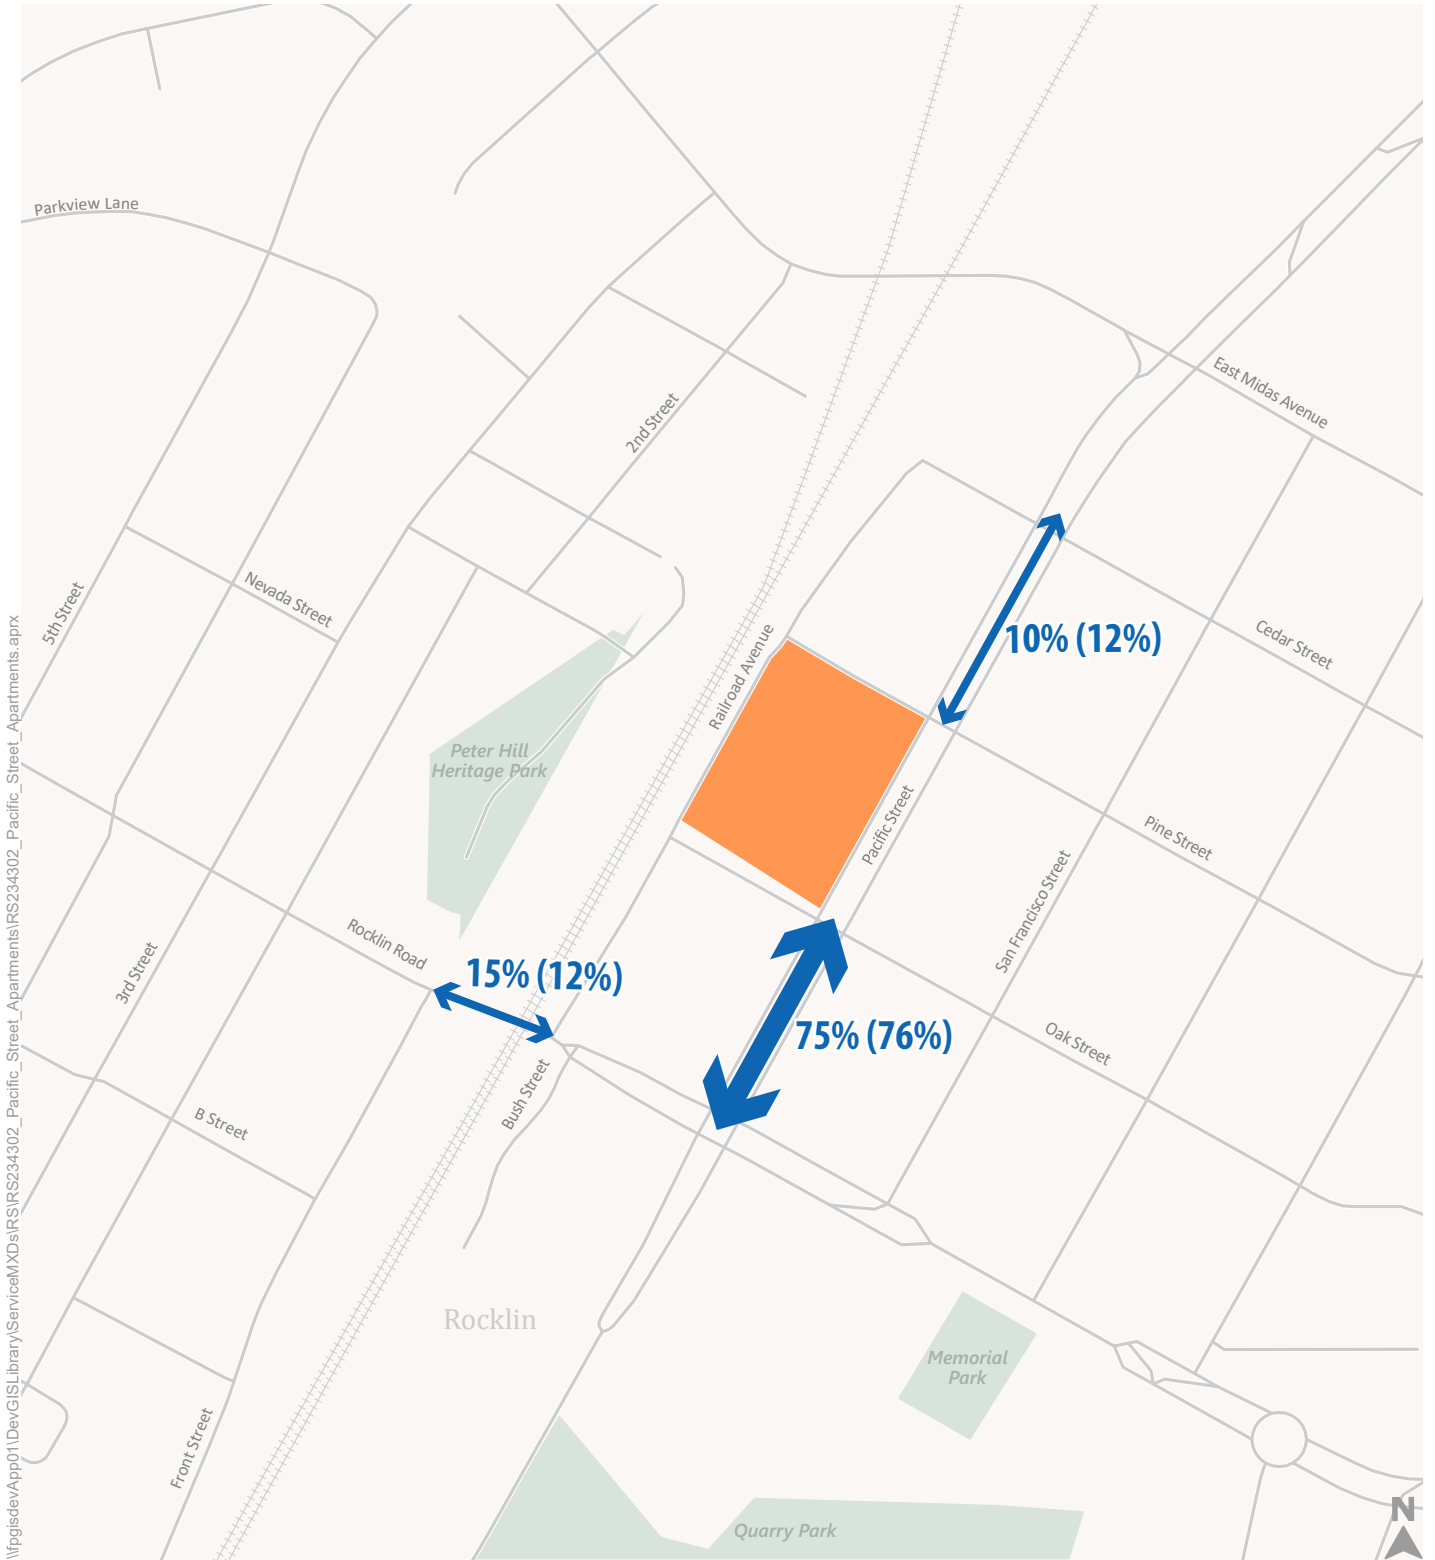 Parkview Lane
East Midas Avenue
2nd Street
5th Street
Nevada Street
10% (12%)
Cedar Street
Railroad Avenue
Peter Hill
Heritage Park
Pacific Street
Pine Street
San Francisco Street
Rocklin Road
3rd Street
15% (12%)
75% (76%)
Oak Street
Bush Street
B Street
Rocklin
Memorial
Park
Front Street
Quarry Park
N
\\fpgisdevApp01\DevGISLibrary\ServiceMXDs\RS\RS234302_Pacific_Street_Apartments\RS234302_Pacific_Street_Apartments.aprx